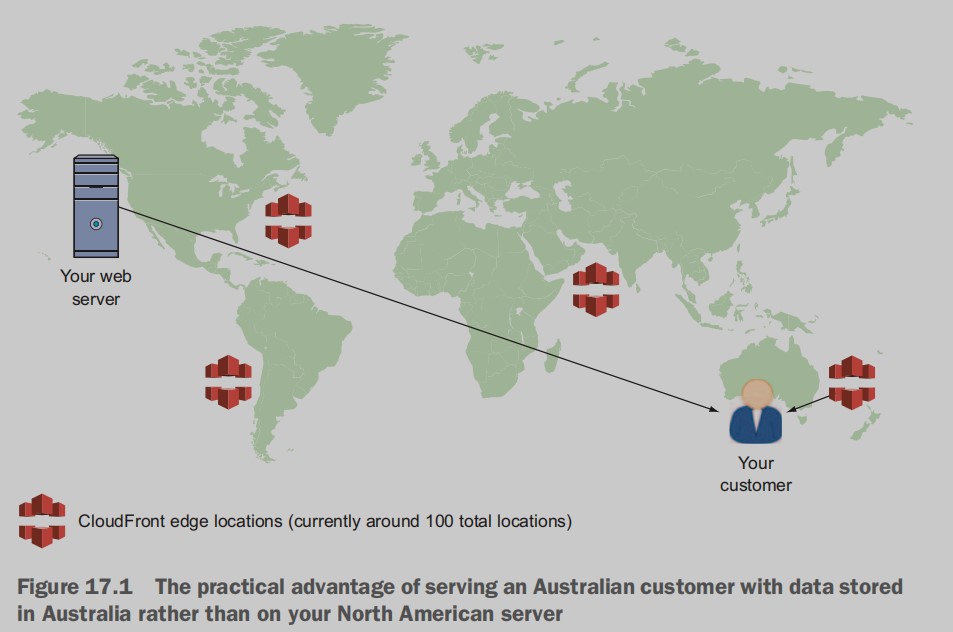 Your web
server
Your
customer
CloudFront edge locations (currently around 100 total locations)
Figure 17.1 The practical advantage of serving an Australian customer with data stored
in Australia rather than on your North American server